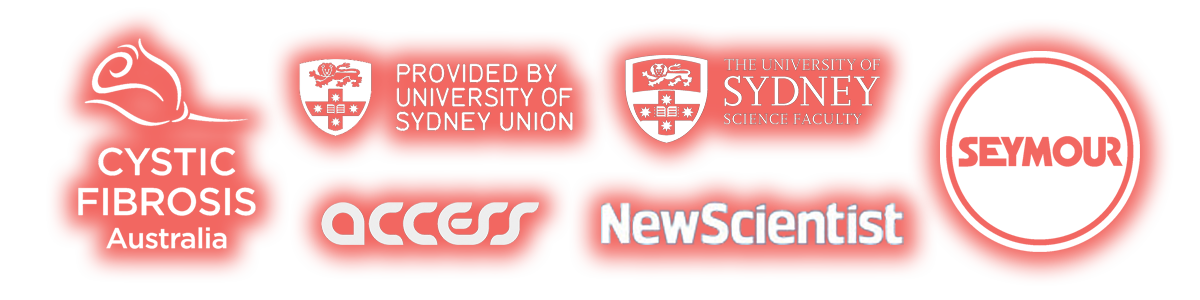 CYSTIC
FIBROSIS
Australia
PROVIDED BY
UNIVERSITY OF
SYDNEY UNION
THE UNIVERSITY OF
SYDNEY
SCIENCE FACULTY
access
NewScientist
SEYMOUR